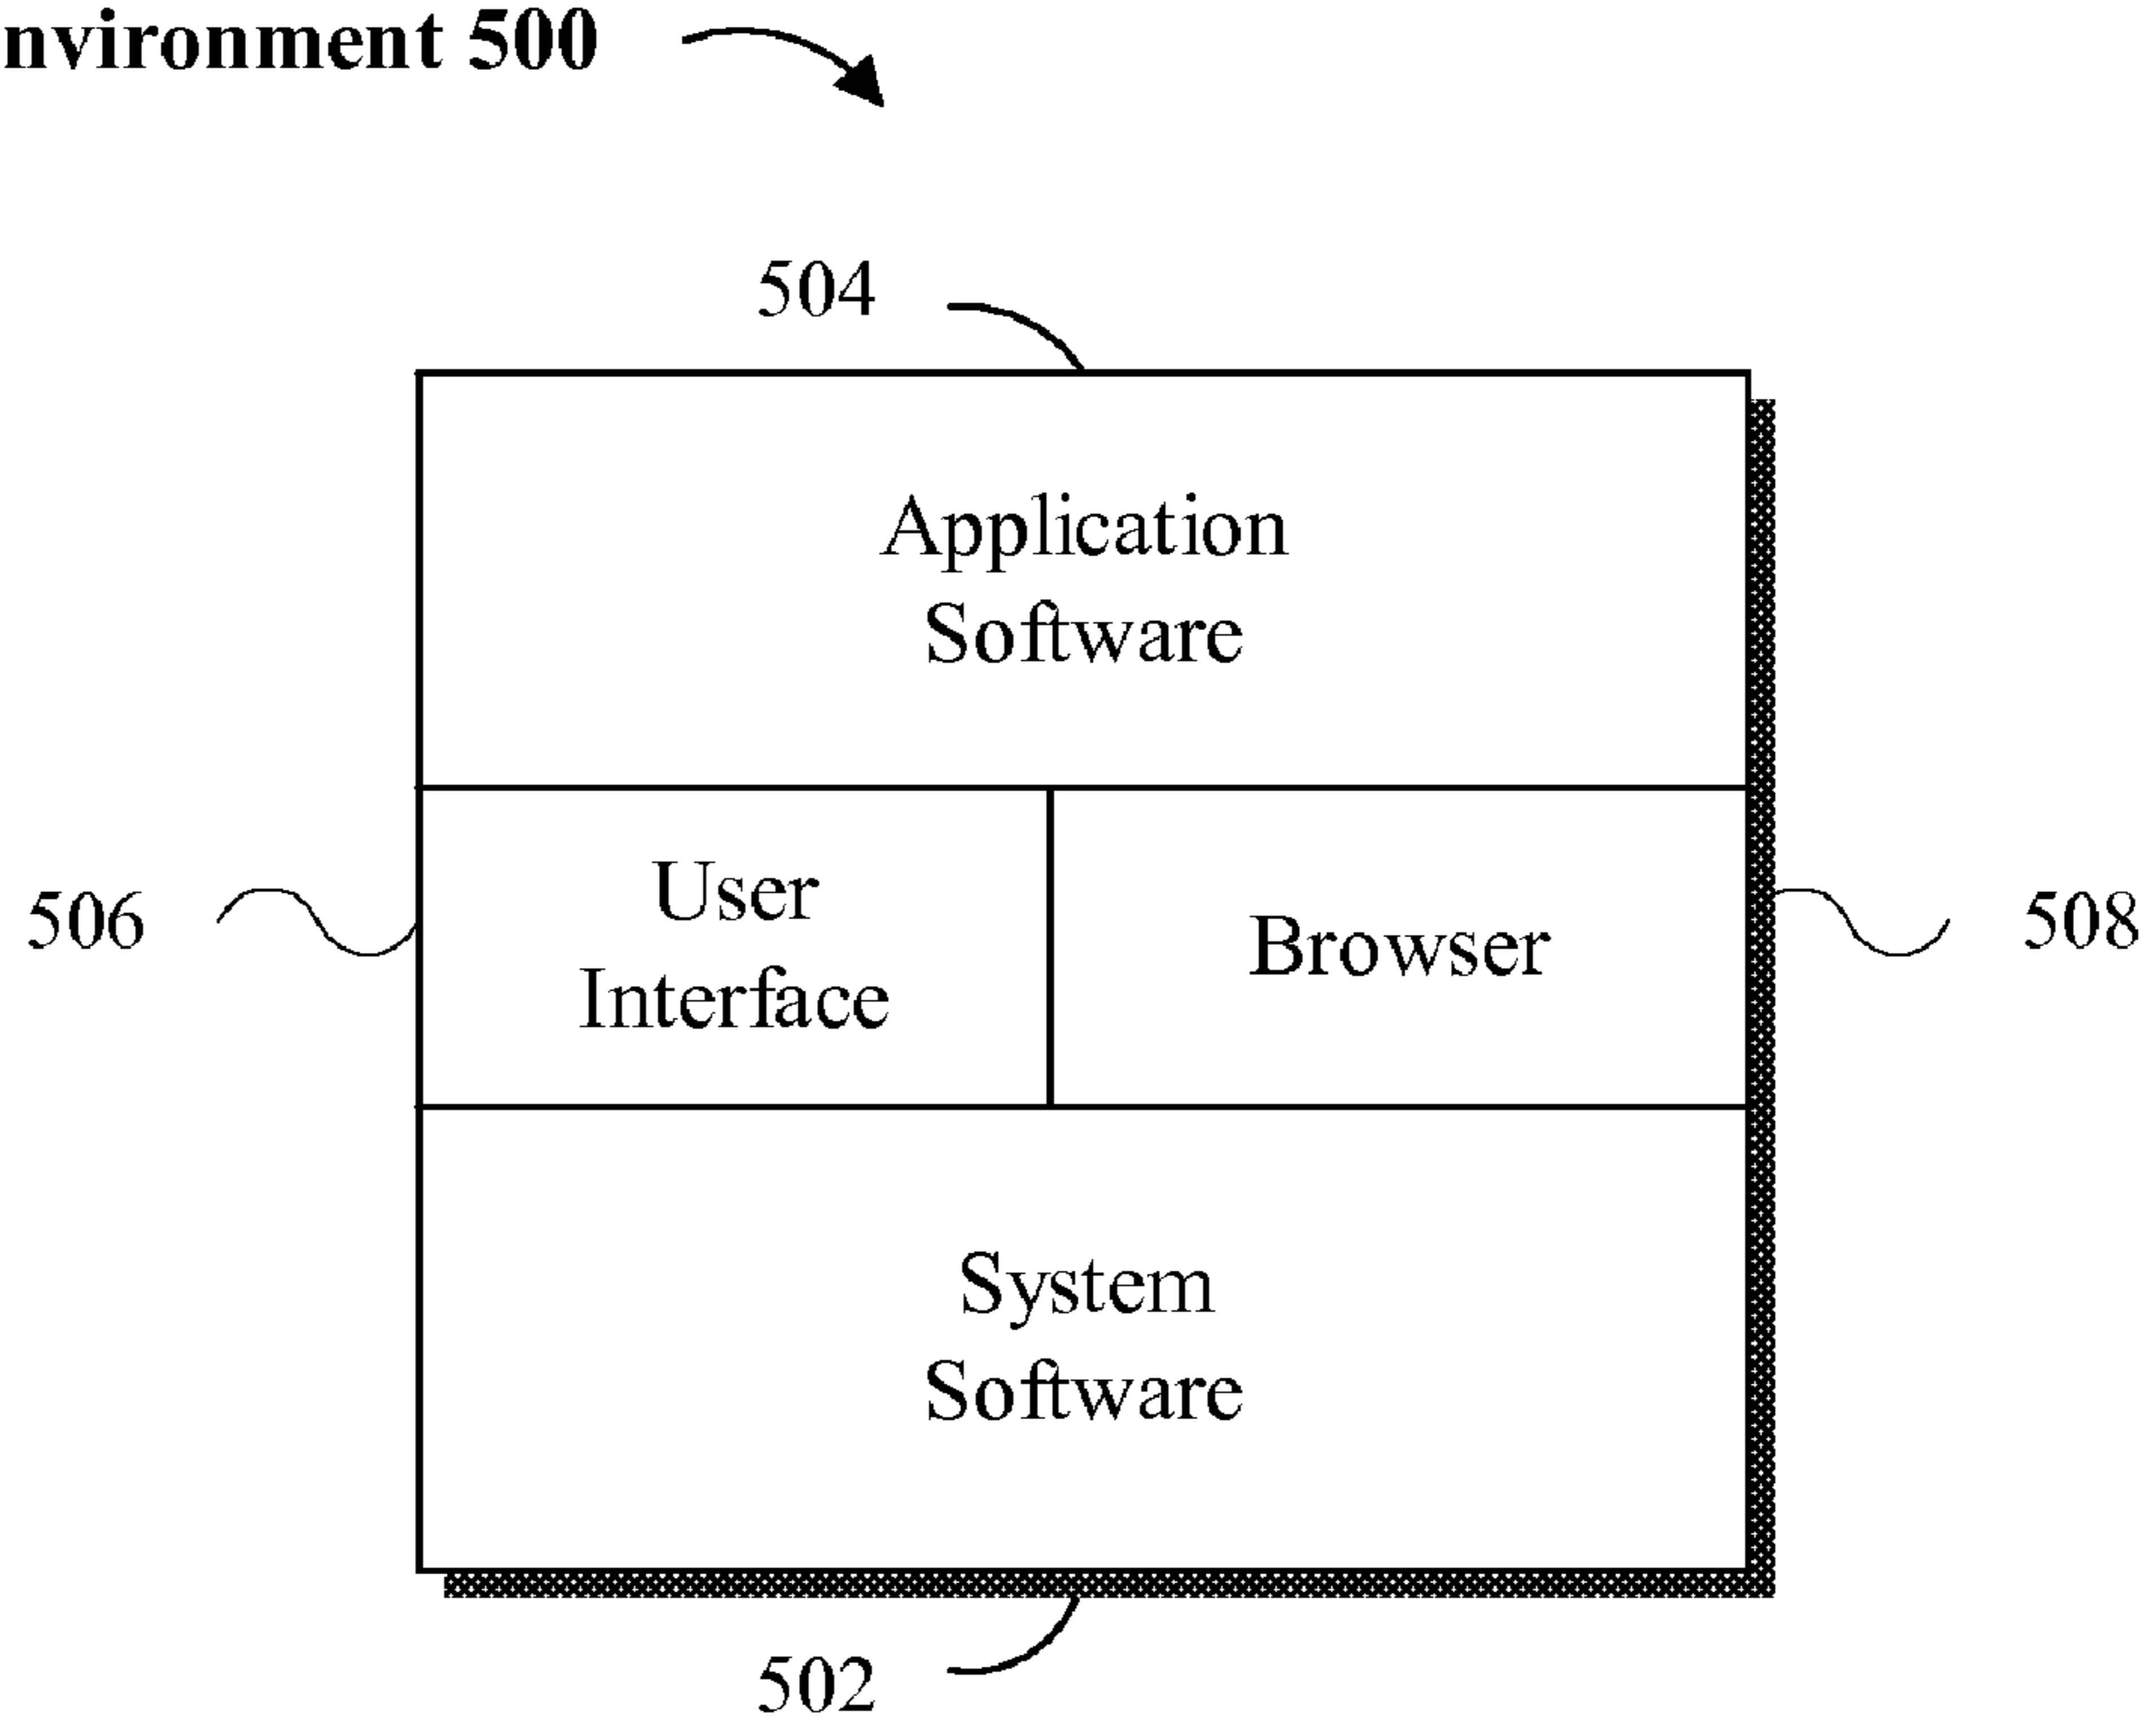 nvironment 500
504
Application
Software
506
User
Interface
Browser
508
System
Software
502